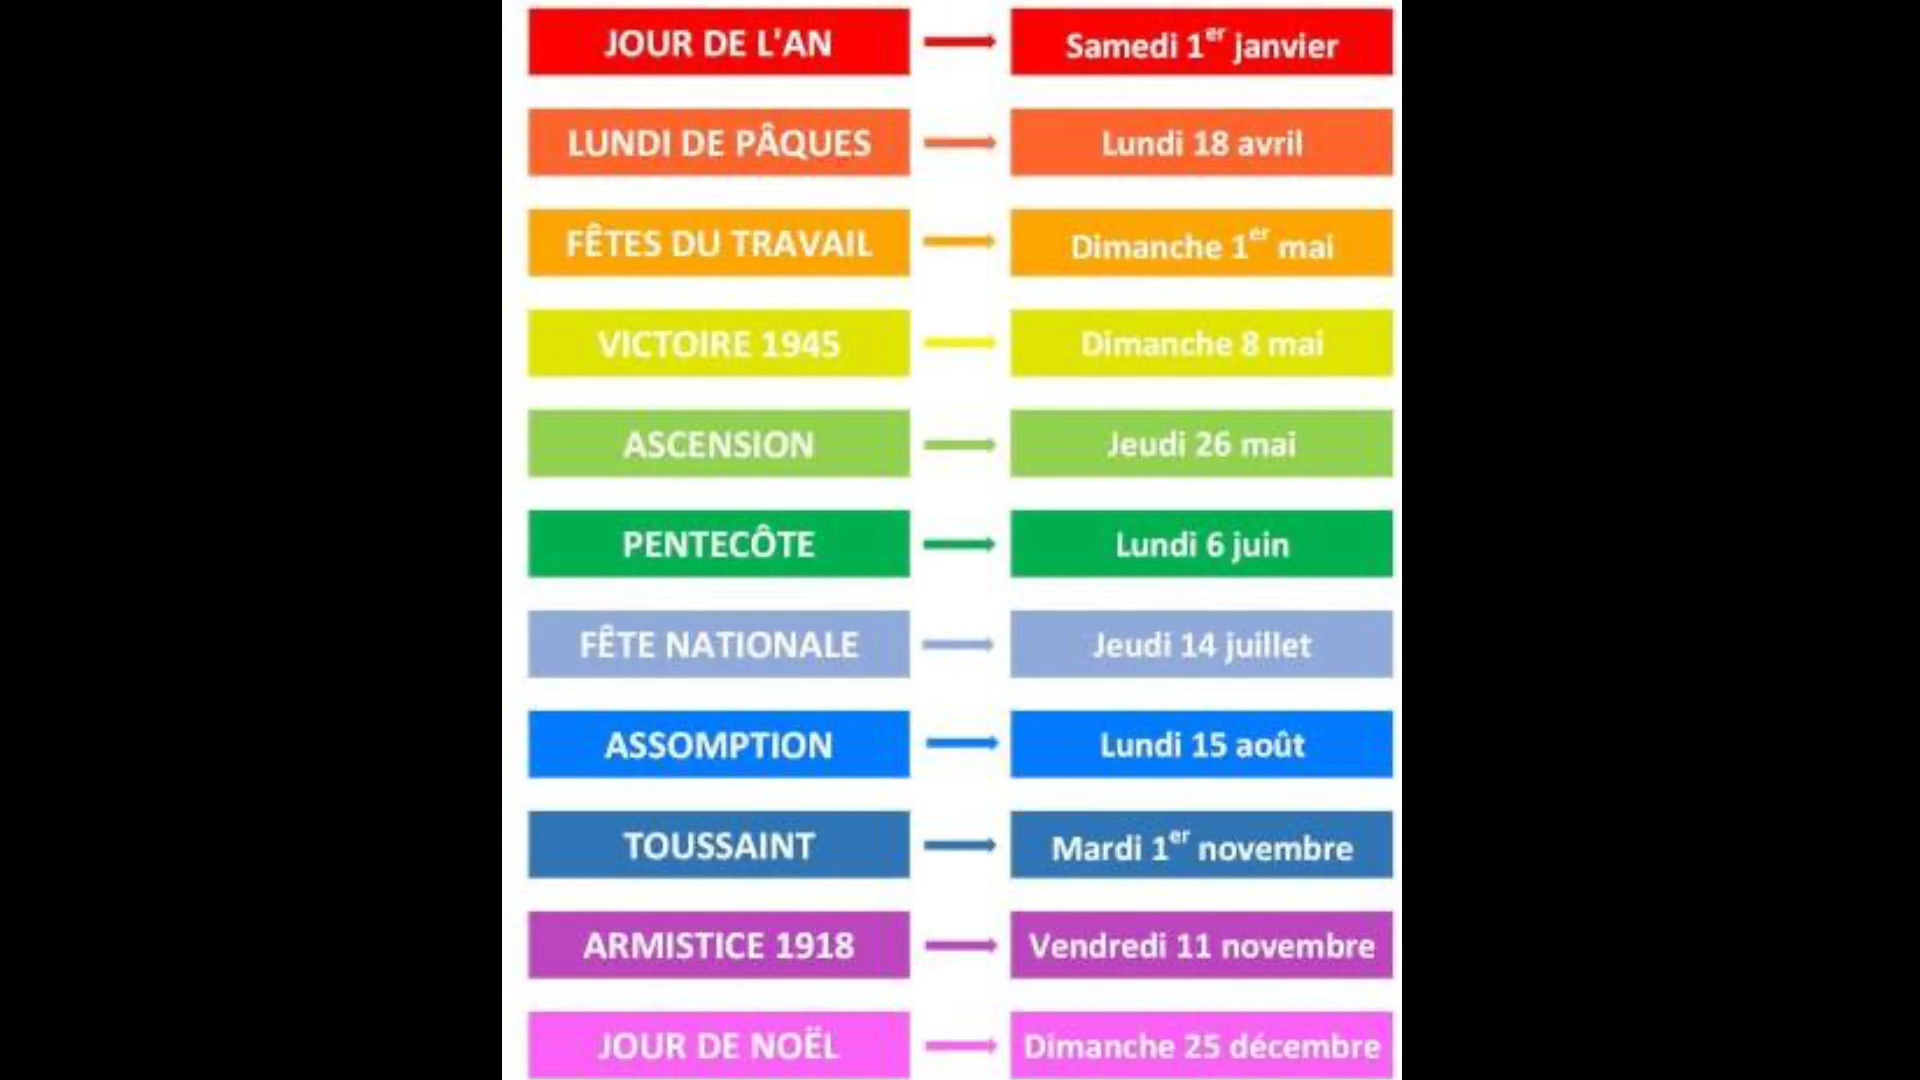 JOUR DE L'AN Samedi 1er janvier
LUNDI DE PÂQUES Lundi 18 avril
FÊTES DU TRAVAIL Dimanche 1er mai
VICTOIRE 1945 Dimanche 8 mai
ASCENSION Jeudi 26 mai
PENTECÔTE Lundi 6 juin
FÊTE NATIONALE Jeudi 14 juillet
ASSOMPTION Lundi 15 août
TOUSSAINT Mardi 1er novembre
ARMISTICE 1918 Vendredi 11 novembre
JOUR DE NOËL Dimanche 25 décembre